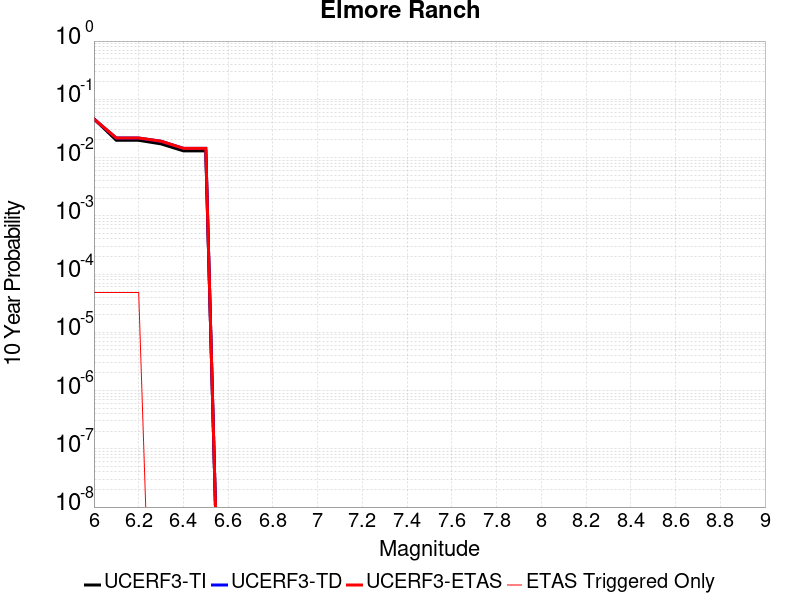 Elmore Ranch
10^0
10^-1
10^-2
10^-3
10^-4
10^-5
10^-6
10^-7
10^-8
10 Year Probability
6 6.2 6.4 6.6 6.8 7 7.2 7.4 7.6 7.8 8 8.2 8.4 8.6 8.8 9
Magnitude
UCERF3-TI UCERF3-TD UCERF3-ETAS ETAS Triggered Only